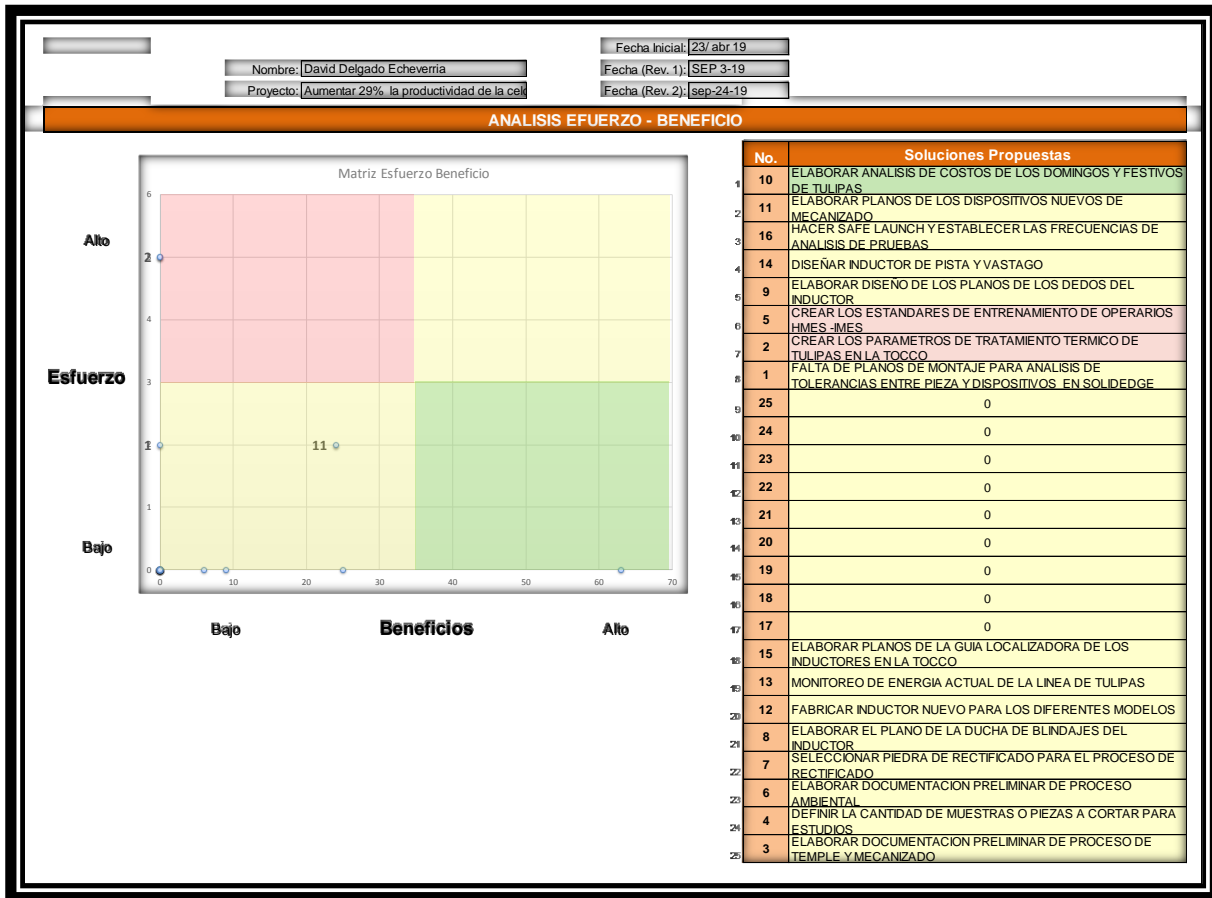 Fecha Inicial: 23/ abr 19
Nombre: David Delgado Echeverria
Fecha (Rev. 1): SEP 3-19
Proyecto: Aumentar 29% la productividad de la celd
Fecha (Rev. 2): sep-24-19
ANALISIS EFUERZO - BENEFICIO
Matriz Esfuerzo Beneficio
6
Alto
4
Esfuerzo
3
11
1
Bajo
0
0 10 20 30 40 50 60 70
Bajo Beneficios Alto
No. Soluciones Propuestas
1 10 ELABORAR ANALISIS DE COSTOS DE LOS DOMINGOS Y FESTIVOS
DE TULIPAS
2 11 ELABORAR PLANOS DE LOS DISPOSITIVOS NUEVOS DE
MECANIZADO
3 16 HACER SAFE LAUNCH Y ESTABLECER LAS FRECUENCIAS DE
ANALISIS DE PRUEBAS
4 14 DISEÑAR INDUCTOR DE PISTA Y VASTAGO
5 9 ELABORAR DISEÑO DE LOS PLANOS DE LOS DEDOS DEL
INDUCTOR
6 5 CREAR LOS ESTANDARES DE ENTRENAMIENTO DE OPERARIOS
HMES -IMES
7 2 CREAR LOS PARAMETROS DE TRATAMIENTO TERMICO DE
TULIPAS EN LA TOCCO
8 1 FALTA DE PLANOS DE MONTAJE PARA ANALISIS DE
TOLERANCIAS ENTRE PIEZA Y DISPOSITIVOS EN SOLIDEDGE
9 25 0
10 24 0
11 23 0
12 22 0
13 21 0
14 20 0
15 19 0
16 18 0
17 17 0
18 15 ELABORAR PLANOS DE LA GUIA LOCALIZADORA DE LOS
INDUCTORES EN LA TOCCO
19 13 MONITOREO DE ENERGIA ACTUAL DE LA LINEA DE TULIPAS
20 12 FABRICAR INDUCTOR NUEVO PARA LOS DIFERENTES MODELOS
21 8 ELABORAR EL PLANO DE LA DUCHA DE BLINDAJES DEL
INDUCTOR
22 7 SELECCIONAR PIEDRA DE RECTIFICADO PARA EL PROCESO DE
RECTIFICADO
23 6 ELABORAR DOCUMENTACION PRELIMINAR DE PROCESO
AMBIENTAL
24 4 DEFINIR LA CANTIDAD DE MUESTRAS O PIEZAS A CORTAR PARA
ESTUDIOS
25 3 ELABORAR DOCUMENTACION PRELIMINAR DE PROCESO DE
TEMPLE Y MECANIZADO